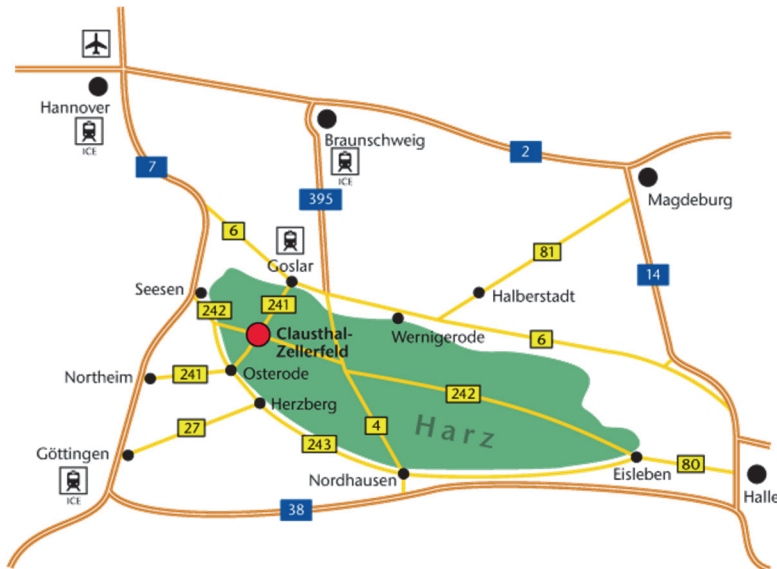 Hannover
ICE
7
Braunschweig
ICE
2
395
Magdeburg
6
81
Goslar
14
Seesen
Halberstadt
242
241
Clausthal-
Zellerfeld
Wernigerode
6
Northeim
241
Osterode
242
Herzberg
27
4
Harz
243
Göttingen
ICE
Nordhausen
Eisleben
80
Halle
38